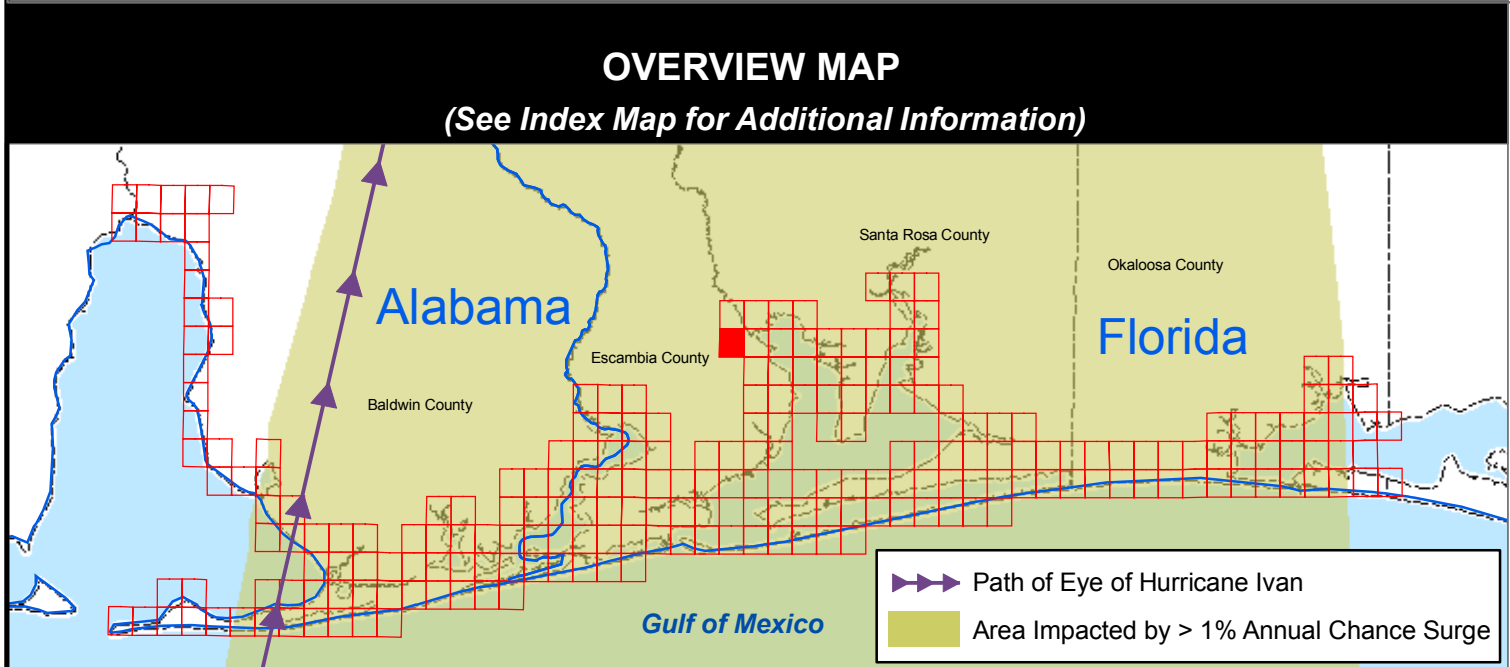 OVERVIEW MAP
(See Index Map for Additional Information)
Santa Rosa County
Okaloosa County
Alabama
Florida
Escambia County
Baldwin County
Gulf of Mexico
Path of Eye of Hurricane Ivan
Area Impacted by > 1% Annual Chance Surge